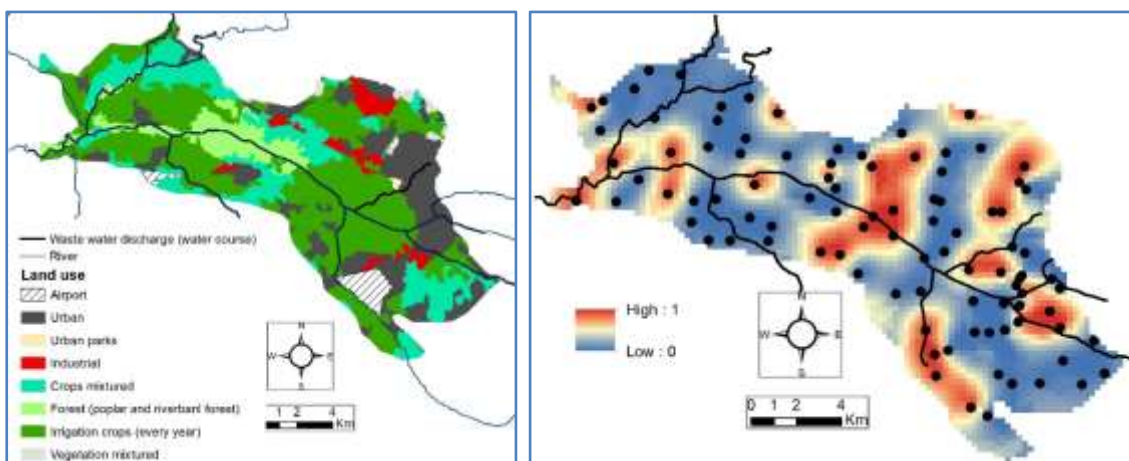 Waste water discharge (water course)
River
Land use
Airport
Urban
Urban parks
Industrial
Crops mixtured
Forest (poplar and riverbanl forest)
Irrigation crops (every year)
Vegetation mixtured
N
W E
S
1 2 4
Km
High : 1
Low : 0
N
W E
S
0 1 2 4
Km